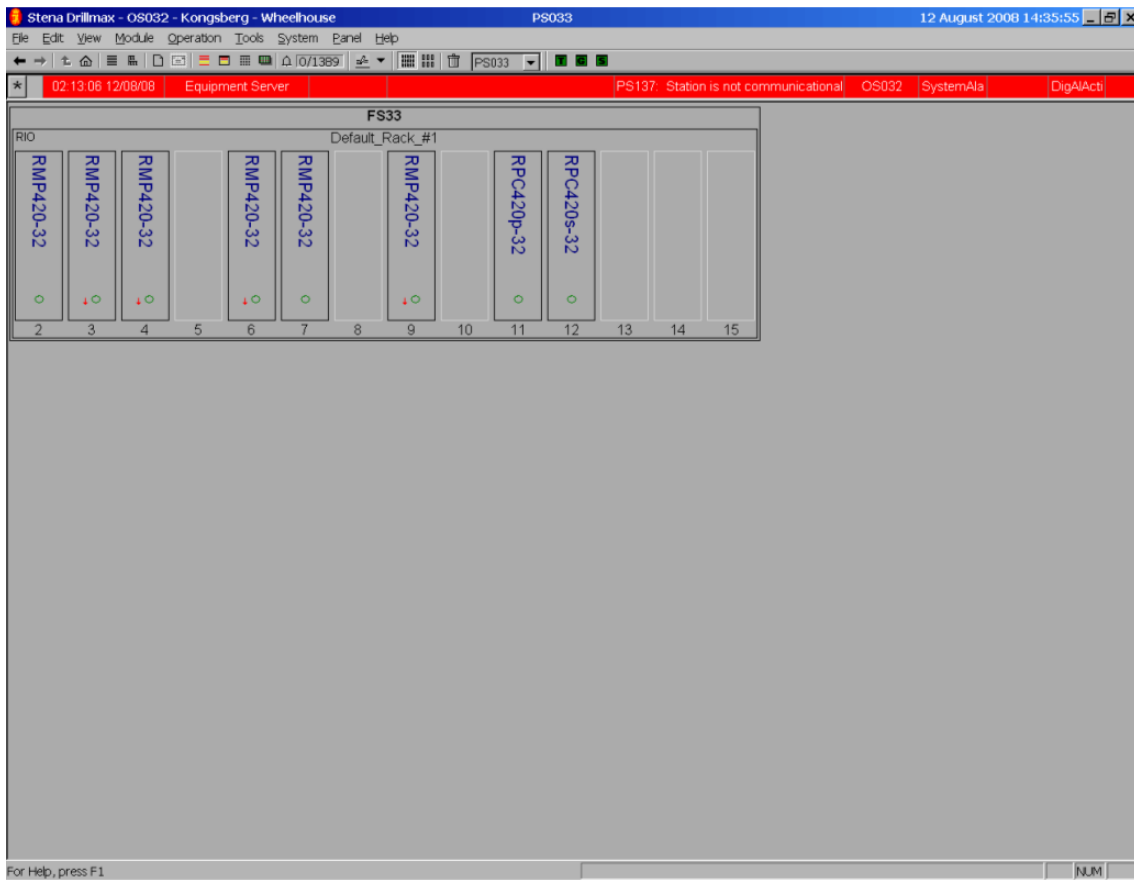 Stena Drillmax - OS032 - Kongsberg - Wheelhouse PS033 12 August 2008 14:35:55
File Edit View Module Operation Tools System Panel Help
0/1389 PS033 T G S
* 02:13:06 12/08/08 Equipment Server PS137: Station is not communicational OS032 SystemAla DigAlActi
FS33
RIO Default_Rack_#1
RMP420-32 RMP420-32 RMP420-32 RMP420-32 RMP420-32 RMP420-32 RPC420p-32 RPC420s-32
2 3 4 5 6 7 8 9 10 11 12 13 14 15
For Help, press F1 NUM